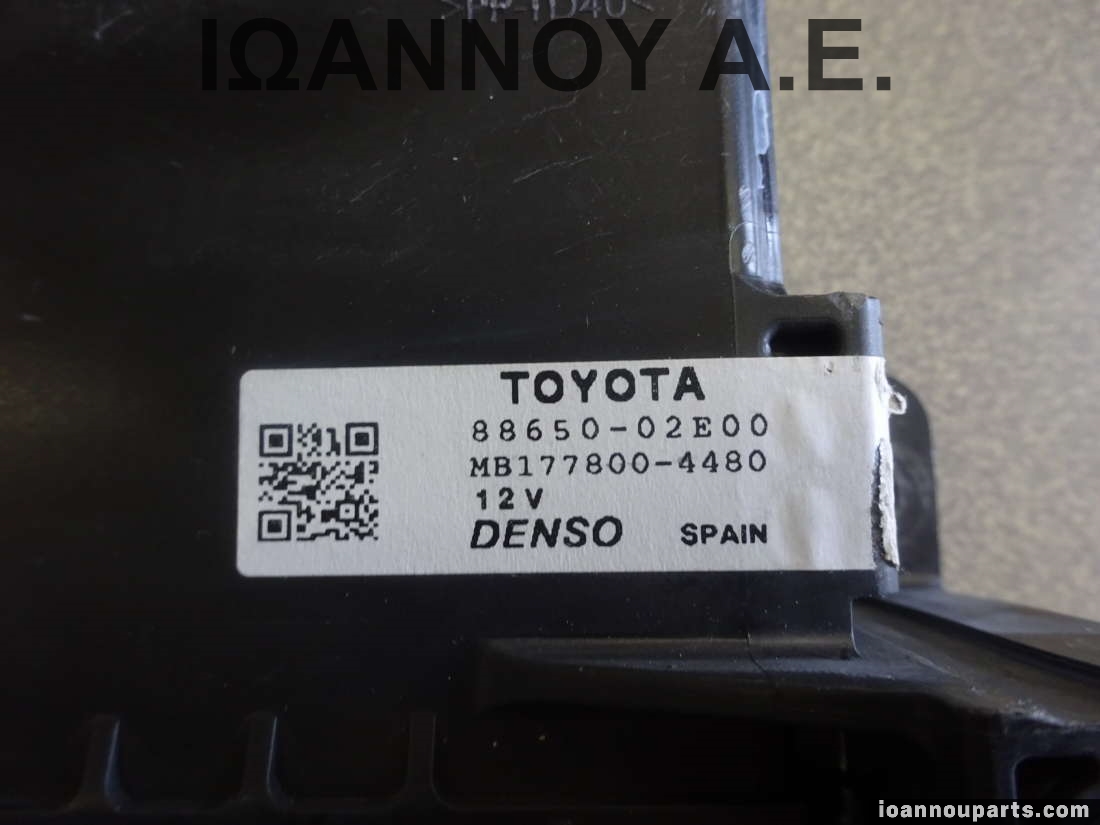 ΙΩΑΝΝΟΥ Α.Ε.
TOYOTA
88650-02E00
MB177800-4480
12V
DENSO SPAIN
ioannouparts.com